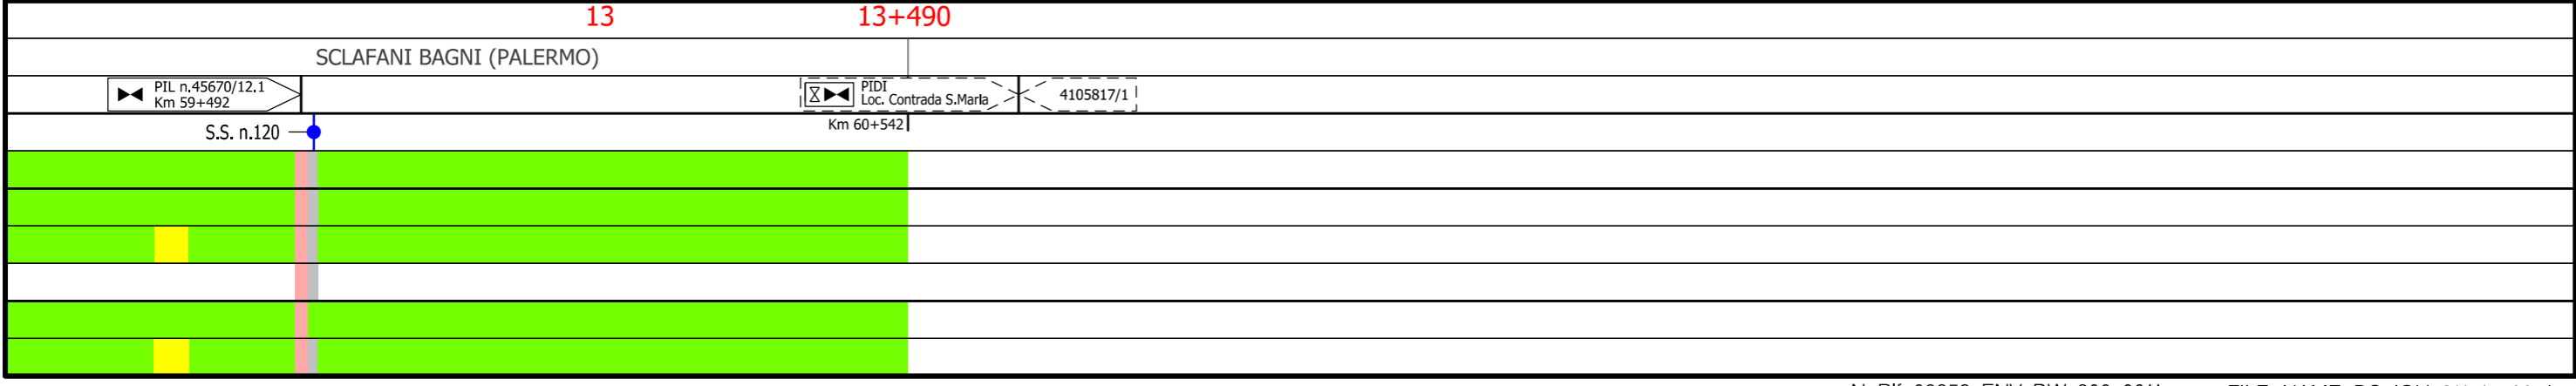 13
13+490
SCLAFANI BAGNI (PALERMO)
PIL n.45670/12.1
Km 59+492
PIDI
Loc. Contrada S.Maria
4105817/1
S.S. n.120
Km 60+542